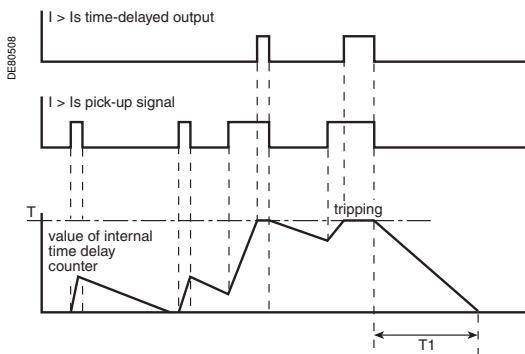 I > Is time-delayed output
DE80508
I > Is pick-up signal
T
tripping
value of internal
time delay
counter
T1